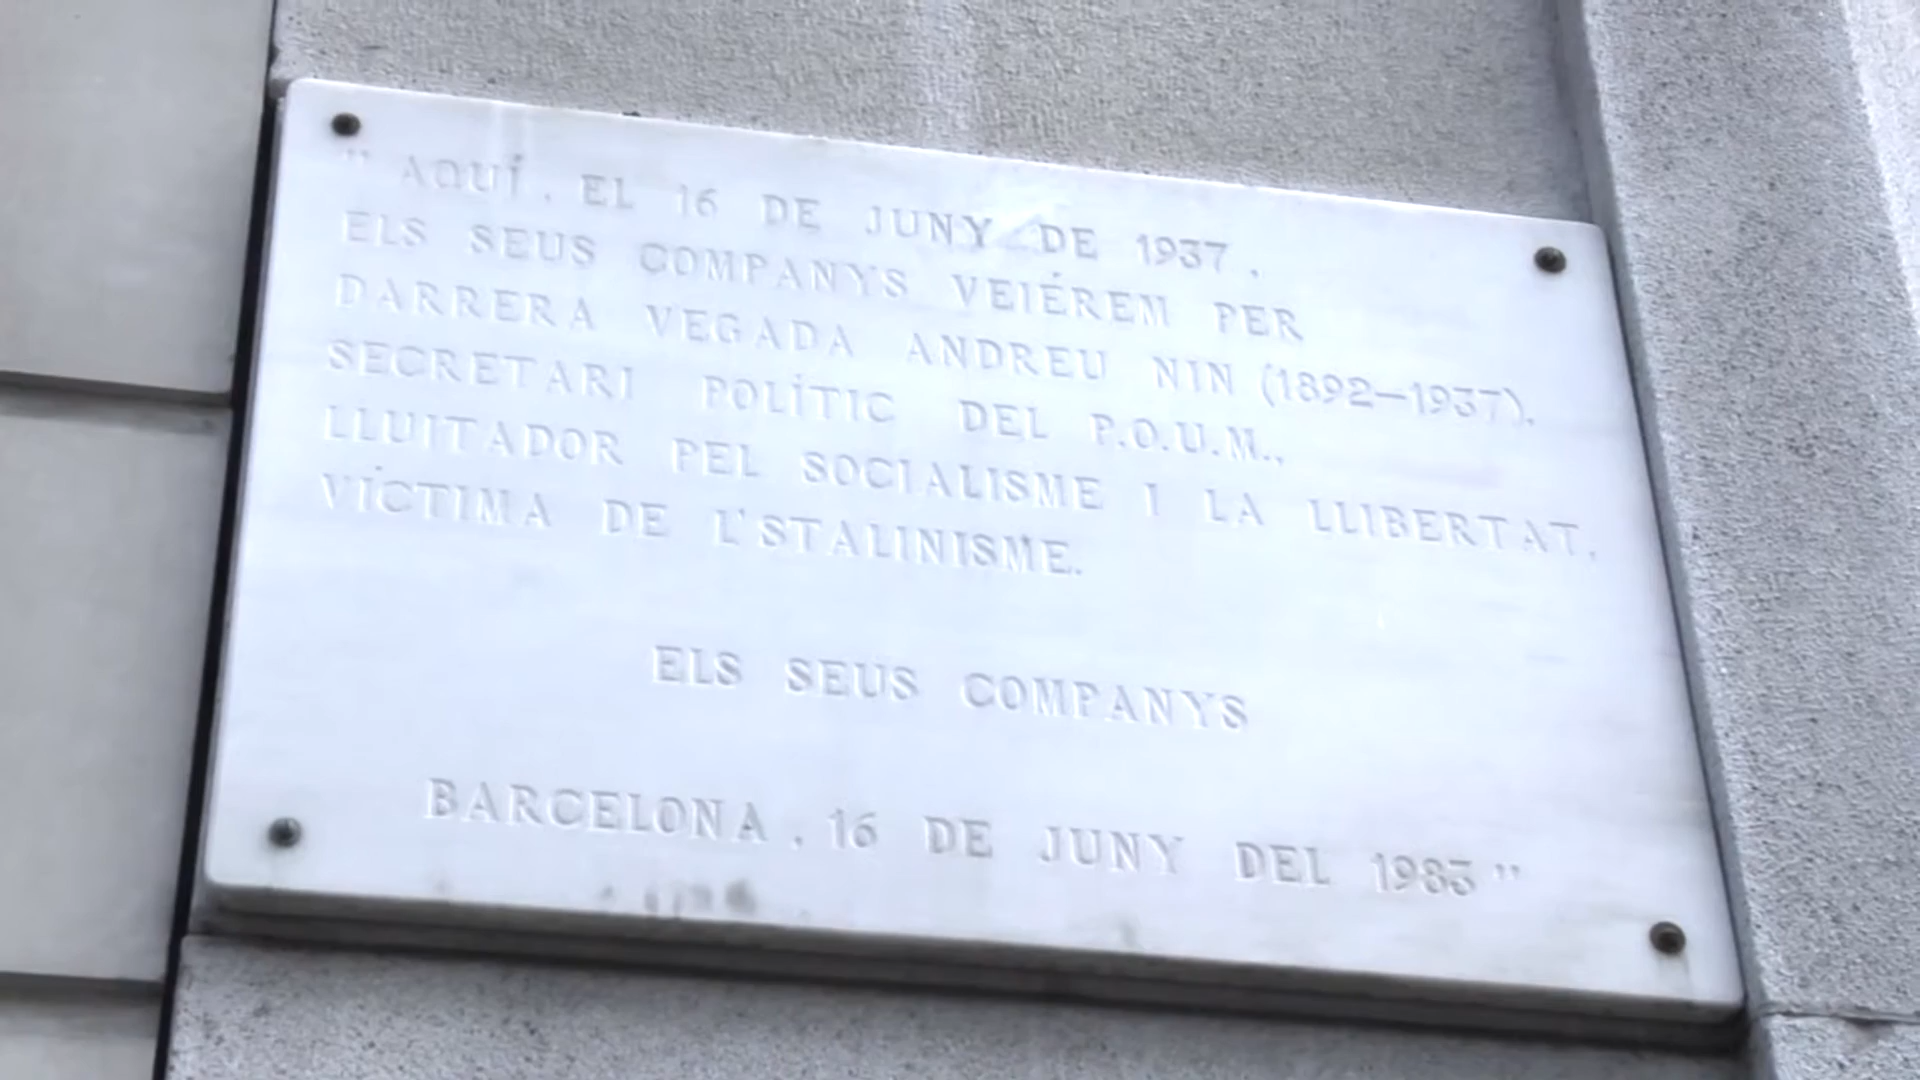 " AQUÍ, EL 16 DE JUNY DE 1937,
ELS SEUS COMPANYS VEIÉREM PER
DARRERA VEGADA ANDREU NIN (1892-1937),
SECRETARI POLÍTIC DEL P.O.U.M.,
LLUITADOR PEL SOCIALISME I LA LLIBERTAT,
VÍCTIMA DE L'STALINISME.
ELS SEUS COMPANYS
BARCELONA, 16 DE JUNY DEL 1983 "